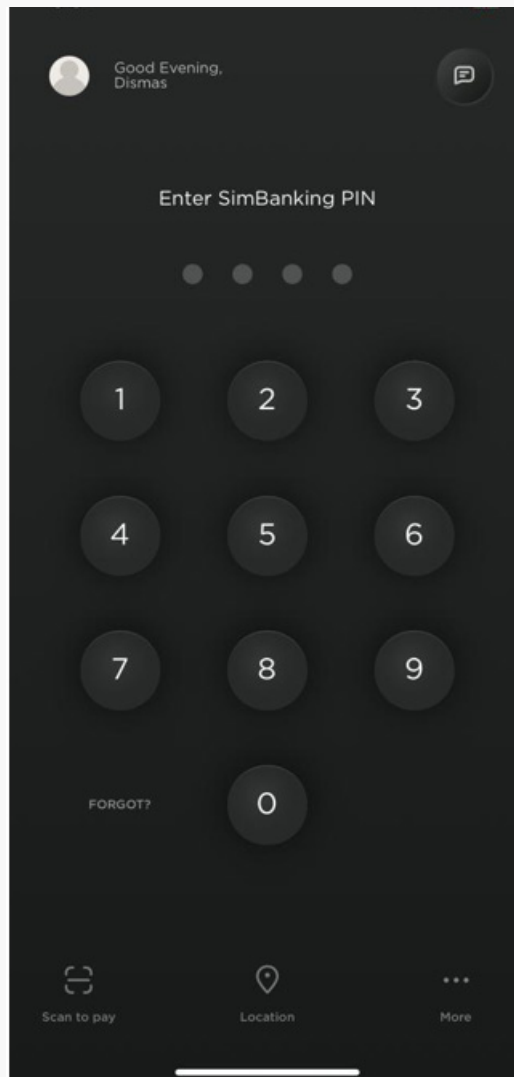 Good Evening,
Dismas
Enter SimBanking PIN
1 2 3
4 5 6
7 8 9
FORGOT? 0
Scan to pay Location More